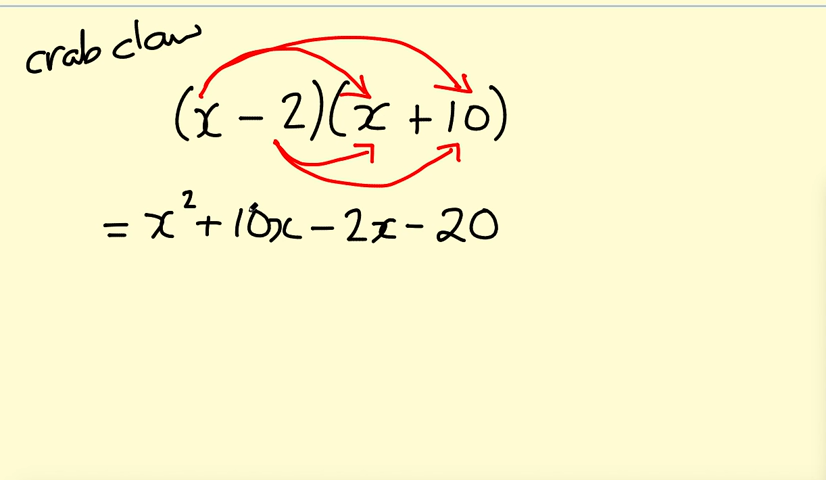 crab claw
(x - 2)(x + 10)
= x² + 10x - 2x - 20